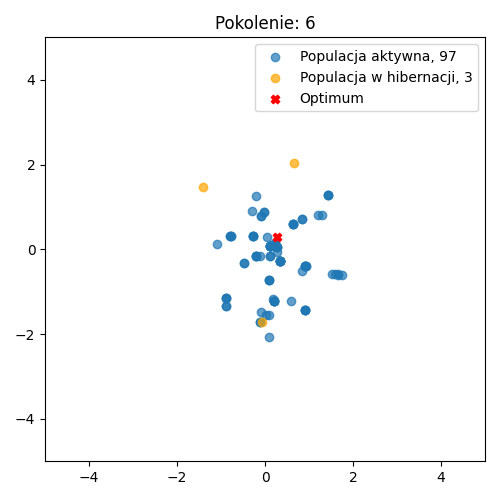 Pokolenie: 6
Populacja aktywna, 97
Populacja w hibernacji, 3
Optimum
4
2
0
−2
−4
−4 −2 0 2 4